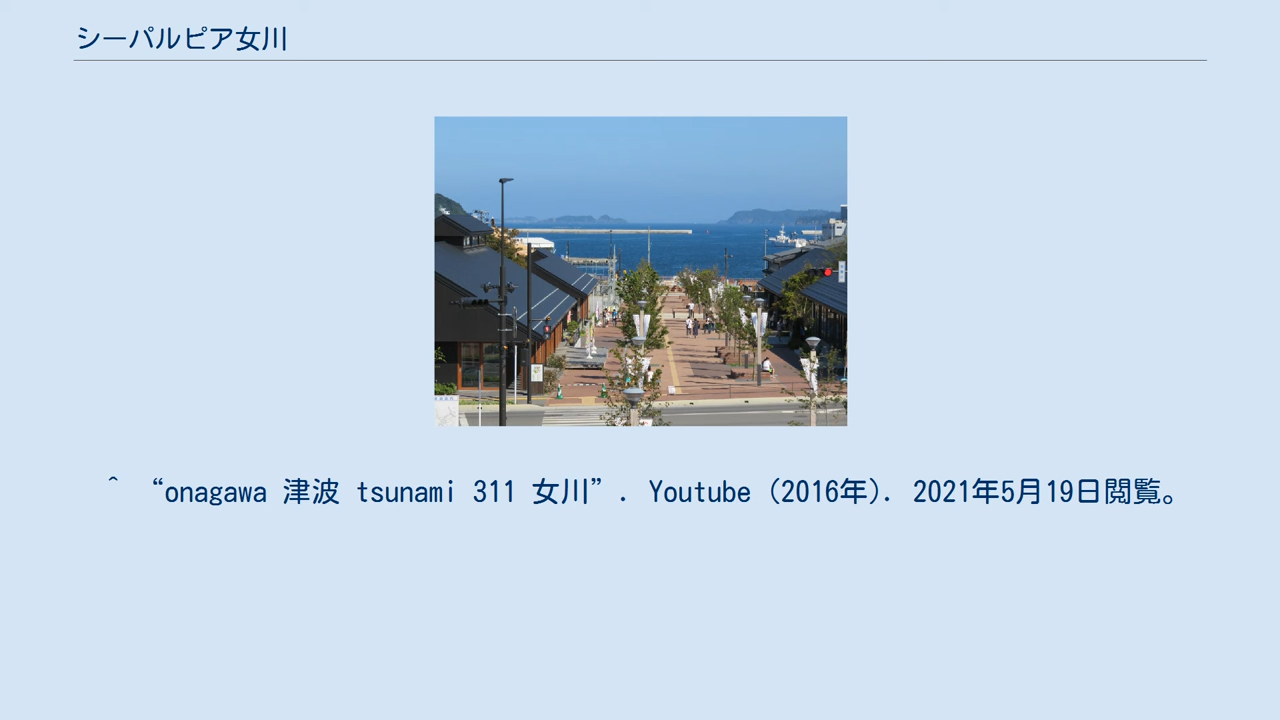 シーパルピア女川
^ “onagawa 津波 tsunami 311 女川”. Youtube (2016年). 2021年5月19日閲覧。